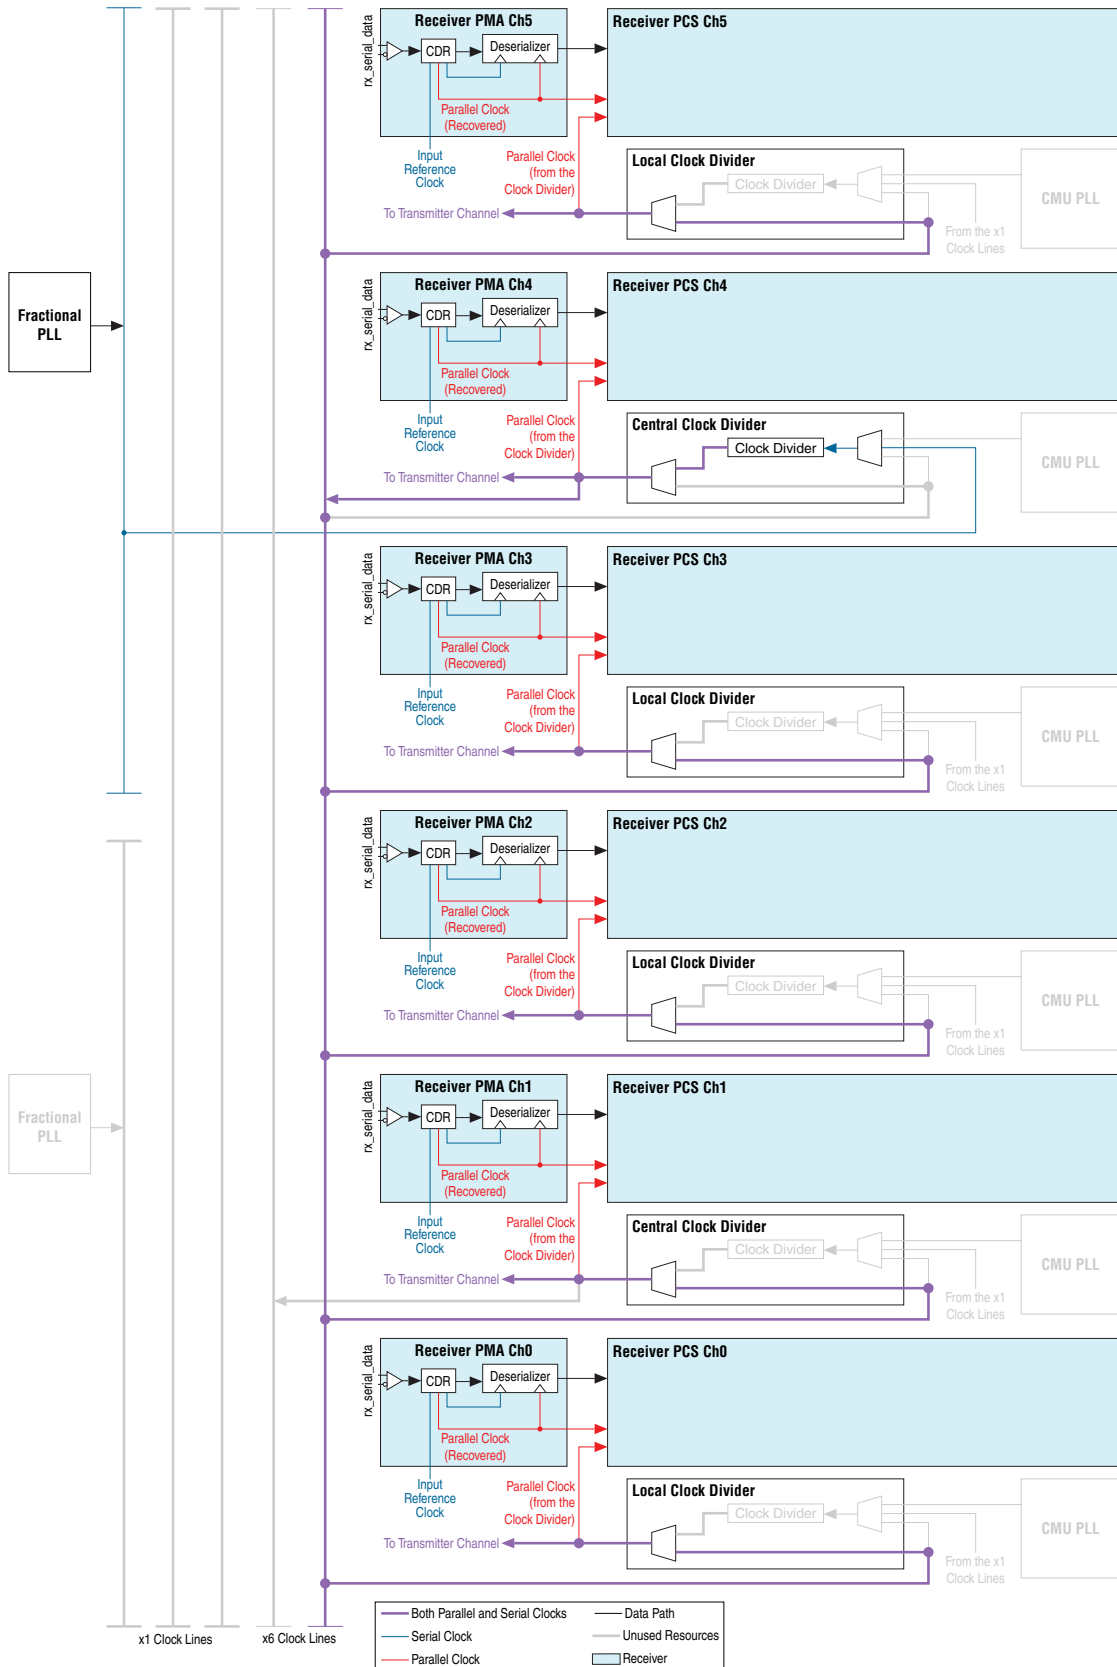 Receiver PMA Ch5
Receiver PCS Ch5
rx_serial_data
CDR
Deserializer
Parallel Clock
(Recovered)
Input
Reference
Clock
Parallel Clock
(from the
Clock Divider)
To Transmitter Channel
Local Clock Divider
Clock Divider
From the x1
Clock Lines
CMU PLL
Fractional
PLL
Receiver PMA Ch4
Receiver PCS Ch4
rx_serial_data
CDR
Deserializer
Parallel Clock
(Recovered)
Input
Reference
Clock
Parallel Clock
(from the
Clock Divider)
To Transmitter Channel
Central Clock Divider
Clock Divider
CMU PLL
Receiver PMA Ch3
Receiver PCS Ch3
rx_serial_data
CDR
Deserializer
Parallel Clock
(Recovered)
Input
Reference
Clock
Parallel Clock
(from the
Clock Divider)
To Transmitter Channel
Local Clock Divider
Clock Divider
From the x1
Clock Lines
CMU PLL
Receiver PMA Ch2
Receiver PCS Ch2
rx_serial_data
CDR
Deserializer
Parallel Clock
(Recovered)
Input
Reference
Clock
Parallel Clock
(from the
Clock Divider)
To Transmitter Channel
Local Clock Divider
Clock Divider
From the x1
Clock Lines
CMU PLL
Fractional
PLL
Receiver PMA Ch1
Receiver PCS Ch1
rx_serial_data
CDR
Deserializer
Parallel Clock
(Recovered)
Input
Reference
Clock
Parallel Clock
(from the
Clock Divider)
To Transmitter Channel
Central Clock Divider
Clock Divider
From the x1
Clock Lines
CMU PLL
Receiver PMA Ch0
Receiver PCS Ch0
rx_serial_data
CDR
Deserializer
Parallel Clock
(Recovered)
Input
Reference
Clock
Parallel Clock
(from the
Clock Divider)
To Transmitter Channel
Local Clock Divider
Clock Divider
From the x1
Clock Lines
CMU PLL
x1 Clock Lines
x6 Clock Lines
Both Parallel and Serial Clocks
Serial Clock
Parallel Clock
Data Path
Unused Resources
Receiver